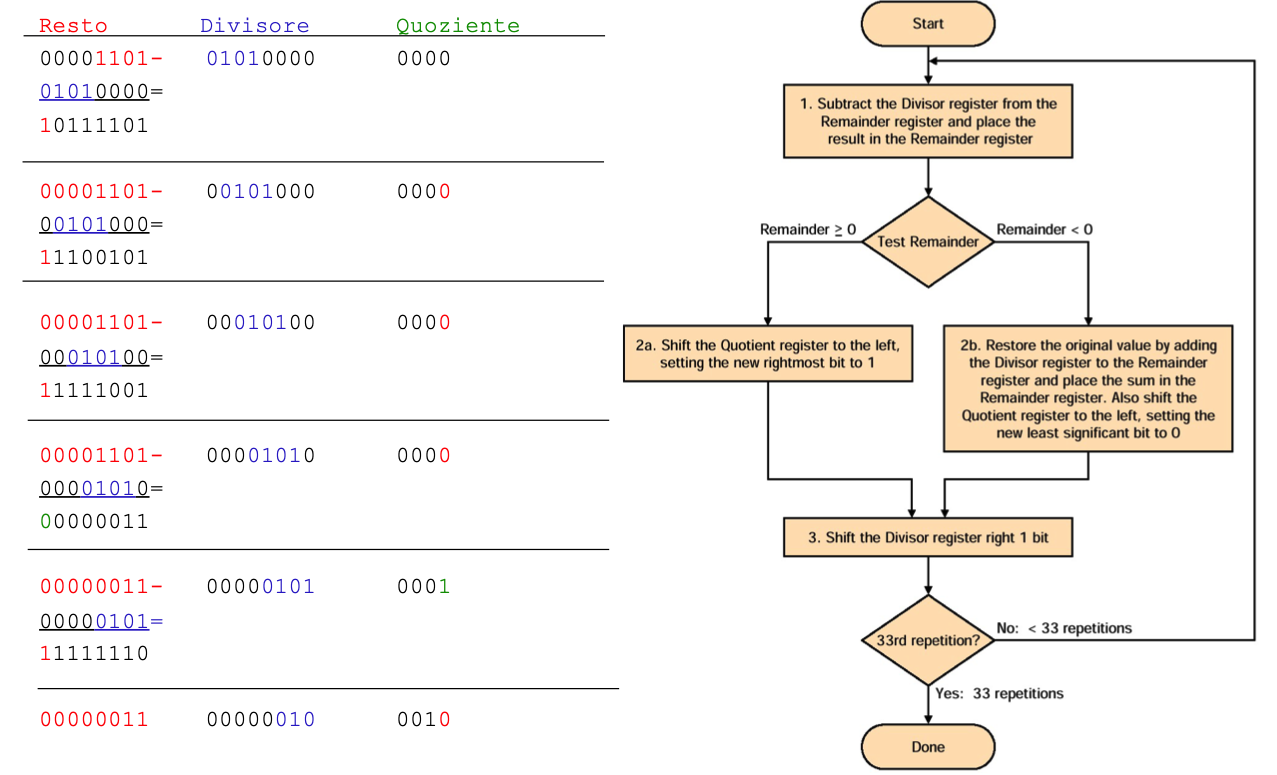 Resto Divisore Quoziente
00001101- 01010000 0000
01010000=
10111101
00001101- 00101000 0000
00101000=
11100101
00001101- 00010100 0000
00010100=
11111001
00001101- 00001010 0000
00001010=
00000011
00000011- 00000101 0001
00000101=
11111110
00000011 00000010 0010
Start
1. Subtract the Divisor register from the
Remainder register and place the
result in the Remainder register
Remainder ≥ 0
Test Remainder
Remainder < 0
2a. Shift the Quotient register to the left,
setting the new rightmost bit to 1
2b. Restore the original value by adding
the Divisor register to the Remainder
register and place the sum in the
Remainder register. Also shift the
Quotient register to the left, setting the
new least significant bit to 0
3. Shift the Divisor register right 1 bit
33rd repetition?
No: < 33 repetitions
Yes: 33 repetitions
Done